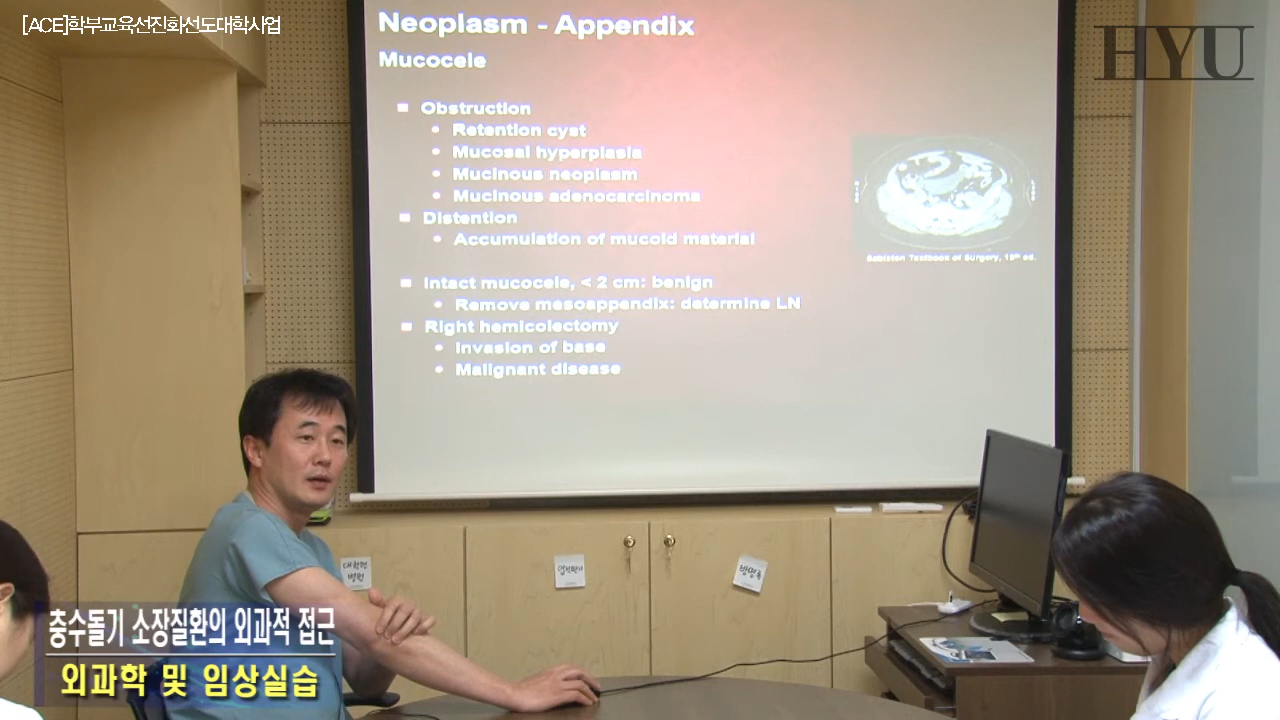 [ACE]학부교육선진화선도대학사업
HYU
Neoplasm - Appendix
Mucocele
Obstruction
Retention cyst
Mucosal hyperplasia
Mucinous neoplasm
Mucinous adenocarcinoma
Distention
Accumulation of mucoid material
Sabiston Textbook of Surgery, 19th ed.
Intact mucocele, < 2 cm: benign
Remove mesoappendix: determine LN
Right hemicolectomy
Invasion of base
Malignant disease
충수돌기 소장질환의 외과적 접근
외과학 및 임상실습